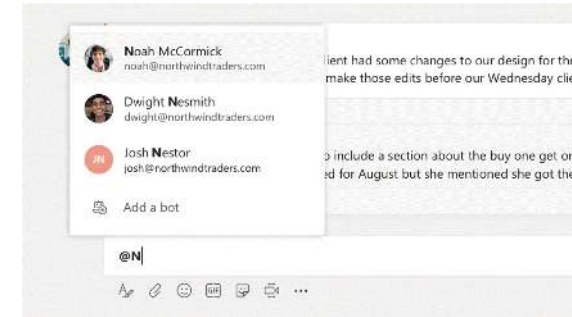 Noah McCormick
noah@northwindtraders.com
lient had some changes to our design for the
make those edits before our Wednesday clie
Dwight Nesmith
dwight@northwindtraders.com
Josh Nestor
JN
josh@northwindtraders.com
o include a section about the buy one get or
ed for August but she mentioned she got the
Add a bot
@N
GIF